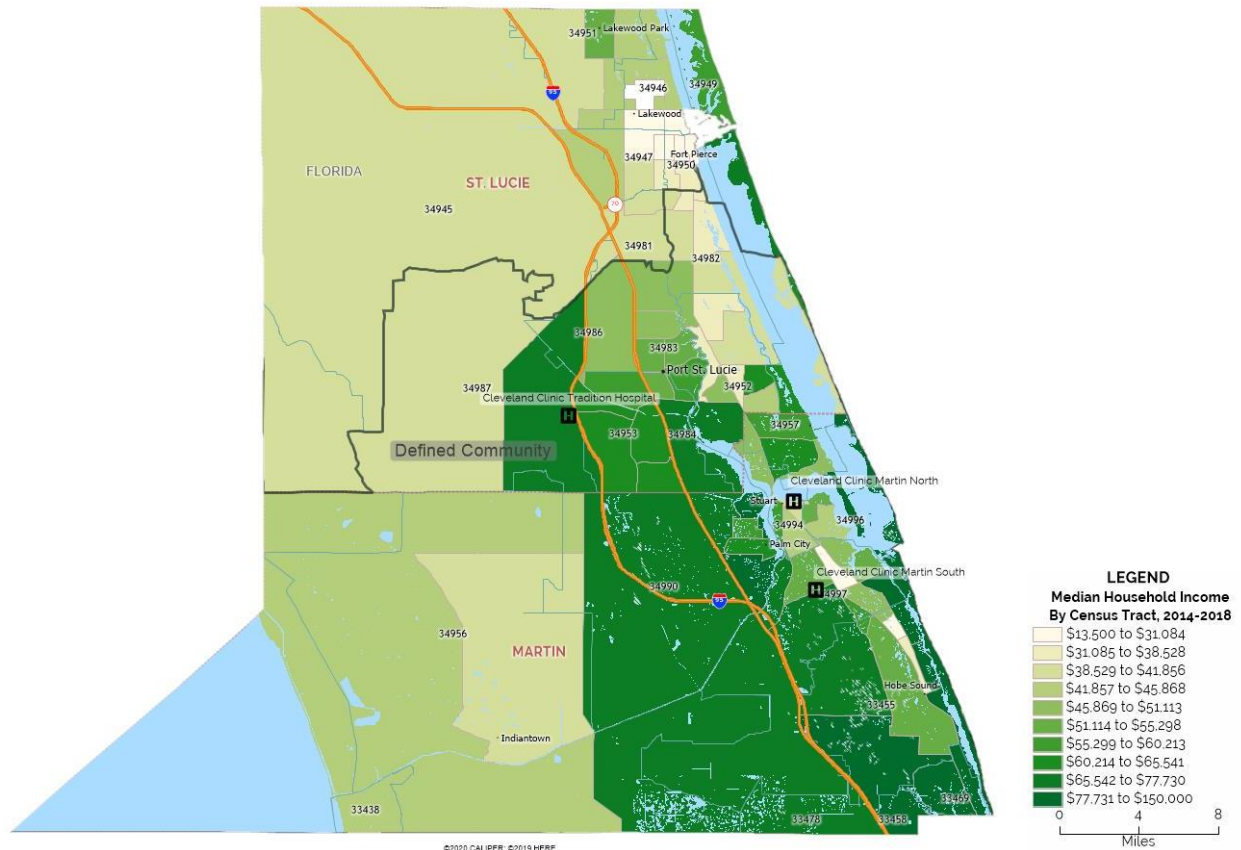 34951
Lakewood Park
95
34946
34949
Lakewood
34947
Fort Pierce
34950
FLORIDA
ST. LUCIE
34945
70
34981
34982
34986
34983
Port St. Lucie
34987
34952
Cleveland Clinic Tradition Hospital
H
34953
34984
34957
Defined Community
Cleveland Clinic Martin North
Stuart
H
34994
34996
Palm City
Cleveland Clinic Martin South
34990
H
34997
95
34956
MARTIN
Hobe Sound
33455
Indiantown
33438
33478
33458
33469
LEGEND
Median Household Income
By Census Tract, 2014-2018
$13,500 to $31,084
$31,085 to $38,528
$38,529 to $41,856
$41,857 to $45,868
$45,869 to $51,113
$51,114 to $55,298
$55,299 to $60,213
$60,214 to $65,541
$65,542 to $77,730
$77,731 to $150,000
0 4 8
Miles
©2020 CALIPER; ©2019 HERE